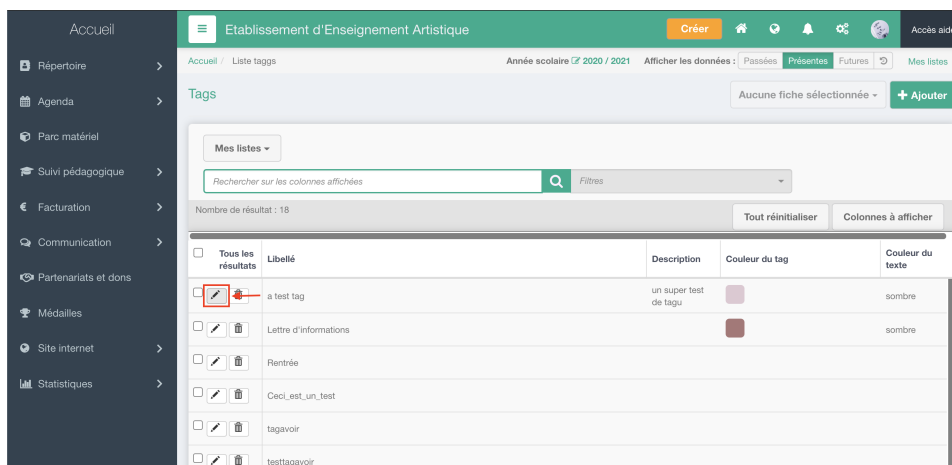 Accueil
Etablissement d'Enseignement Artistique
Créer
Accès aide
Répertoire
Agenda
Parc matériel
Suivi pédagogique
Facturation
Communication
Partenariats et dons
Médailles
Site internet
Statistiques
Accueil / Liste taggs
Année scolaire 2020 / 2021 Afficher les données : Passées Présentes Futures Mes listes
Tags
Aucune fiche sélectionnée
+ Ajouter
Mes listes
Rechercher sur les colonnes affichées
Filtres
Nombre de résultat : 18
Tout réinitialiser
Colonnes à afficher
Tous les
résultats
Libellé
Description
Couleur du tag
Couleur du
texte
a test tag
un super test
de tagu
sombre
Lettre d'informations
sombre
Rentrée
Ceci_est_un_test
tagavoir
testtagavoir